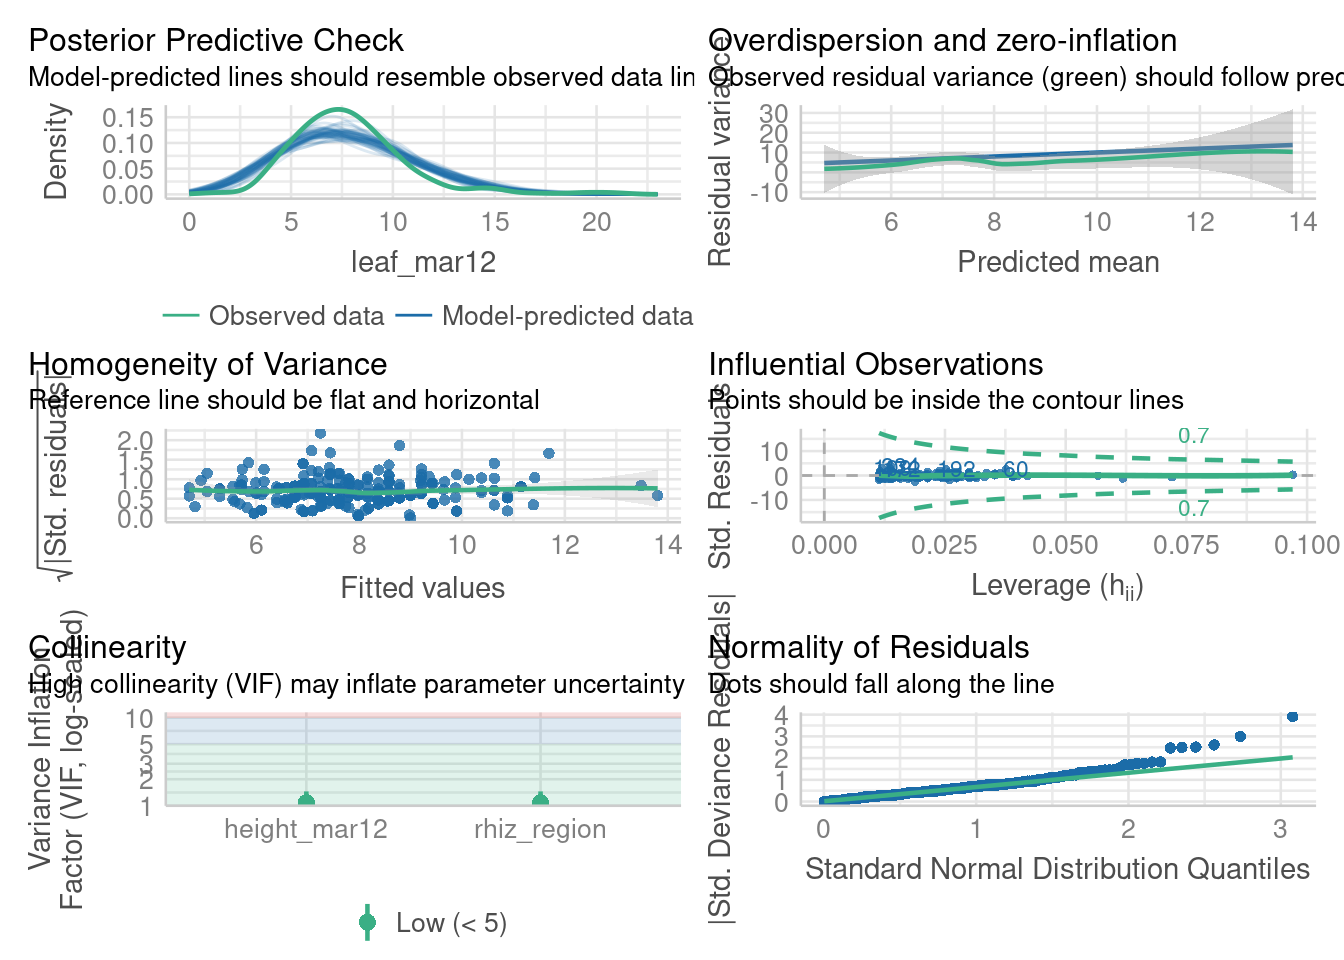 Posterior Predictive Check
Model-predicted lines should resemble observed data lin
Density
0.15
0.10
0.05
0.00
0 5 10 15 20
leaf_mar12
Observed data Model-predicted data
Overdispersion and zero-inflation
Observed residual variance (green) should follow pred
Residual variance
30
20
10
0
-10
6 8 10 12 14
Predicted mean
Homogeneity of Variance
Reference line should be flat and horizontal
√|Std. residuals|
2.0
1.5
1.0
0.5
0.0
6 8 10 12 14
Fitted values
Influential Observations
Points should be inside the contour lines
Std. Residuals
10
0
-10
0.7
192
60
0.7
0.000 0.025 0.050 0.075 0.100
Leverage (hii)
Collinearity
High collinearity (VIF) may inflate parameter uncertainty
Variance Inflation
Factor (VIF, log-scaled)
10
5
3
2
1
height_mar12 rhiz_region
Low (< 5)
Normality of Residuals
Dots should fall along the line
|Std. Deviance Residuals|
4
3
2
1
0
0 1 2 3
Standard Normal Distribution Quantiles